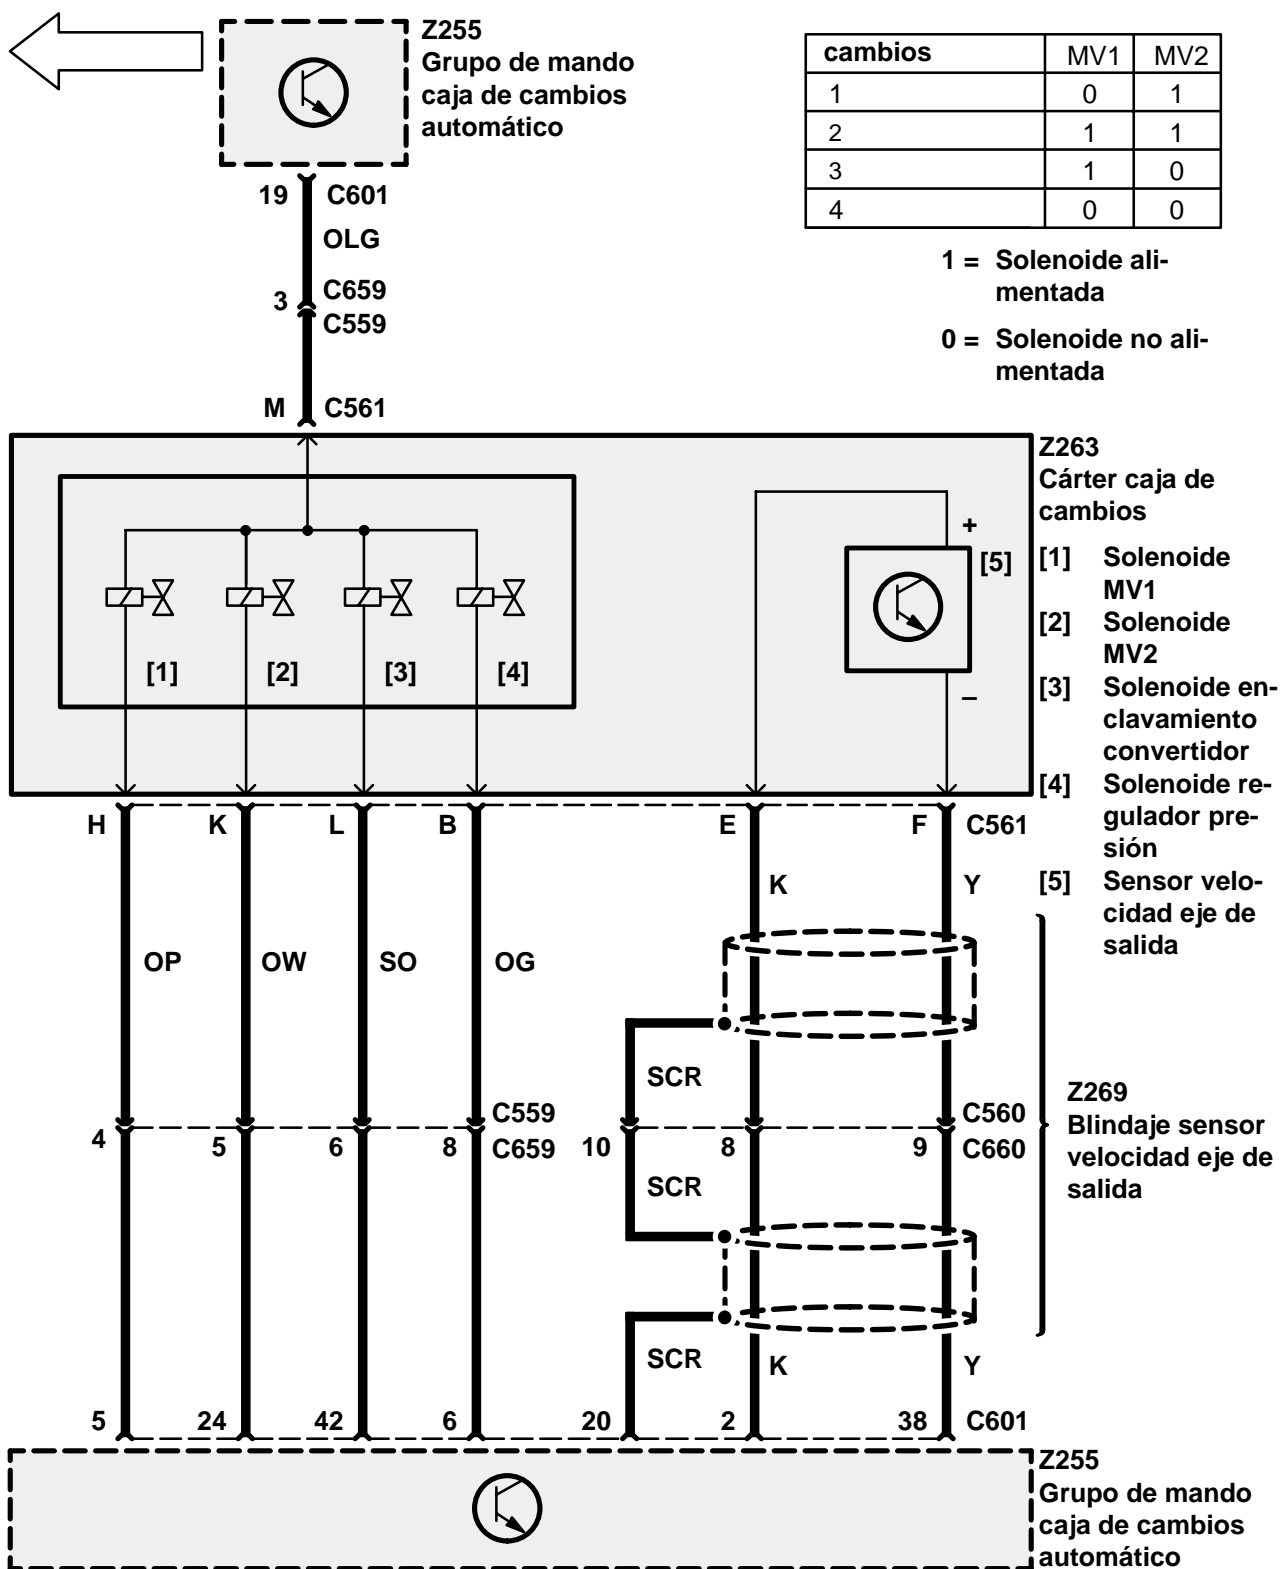 Z255
Grupo de mando
caja de cambios
automático
cambios MV1 MV2
1 0 1
2 1 1
3 1 0
4 0 0
1 = Solenoide ali-
mentada
0 = Solenoide no ali-
mentada
19 C601
OLG
3 C659
C559
M C561
Z263
Cárter caja de
cambios
[1] Solenoide
MV1
[2] Solenoide
MV2
[3] Solenoide en-
clavamiento
convertidor
[4] Solenoide re-
gulador pre-
sión
[5] Sensor velo-
cidad eje de
salida
+
[5]
–
[1] [2] [3] [4]
H K L B E F C561
K Y
OP OW SO OG
SCR
C559 C560
4 5 6 8 C659 10 8 9 C660
SCR
Z269
Blindaje sensor
velocidad eje de
salida
SCR K Y
5 24 42 6 20 2 38 C601
Z255
Grupo de mando
caja de cambios
automático